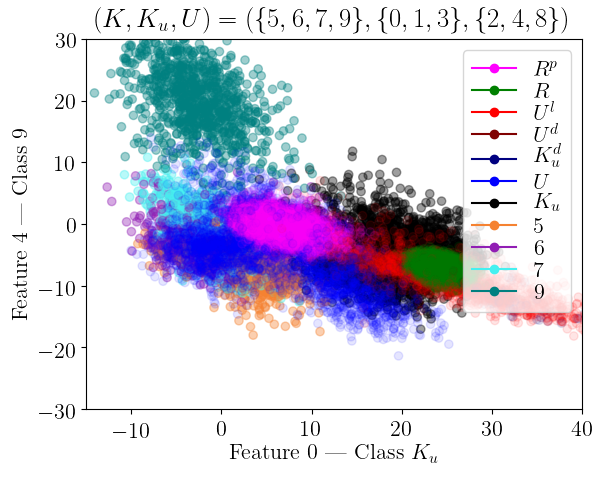 (K, K_u, U) = ({5, 6, 7, 9}, {0, 1, 3}, {2, 4, 8})
R^p
R
U^l
U^d
K_u^d
U
K_u
5
6
7
9
Feature 4 — Class 9
30
20
10
0
−10
−20
−30
−10 0 10 20 30 40
Feature 0 — Class K_u